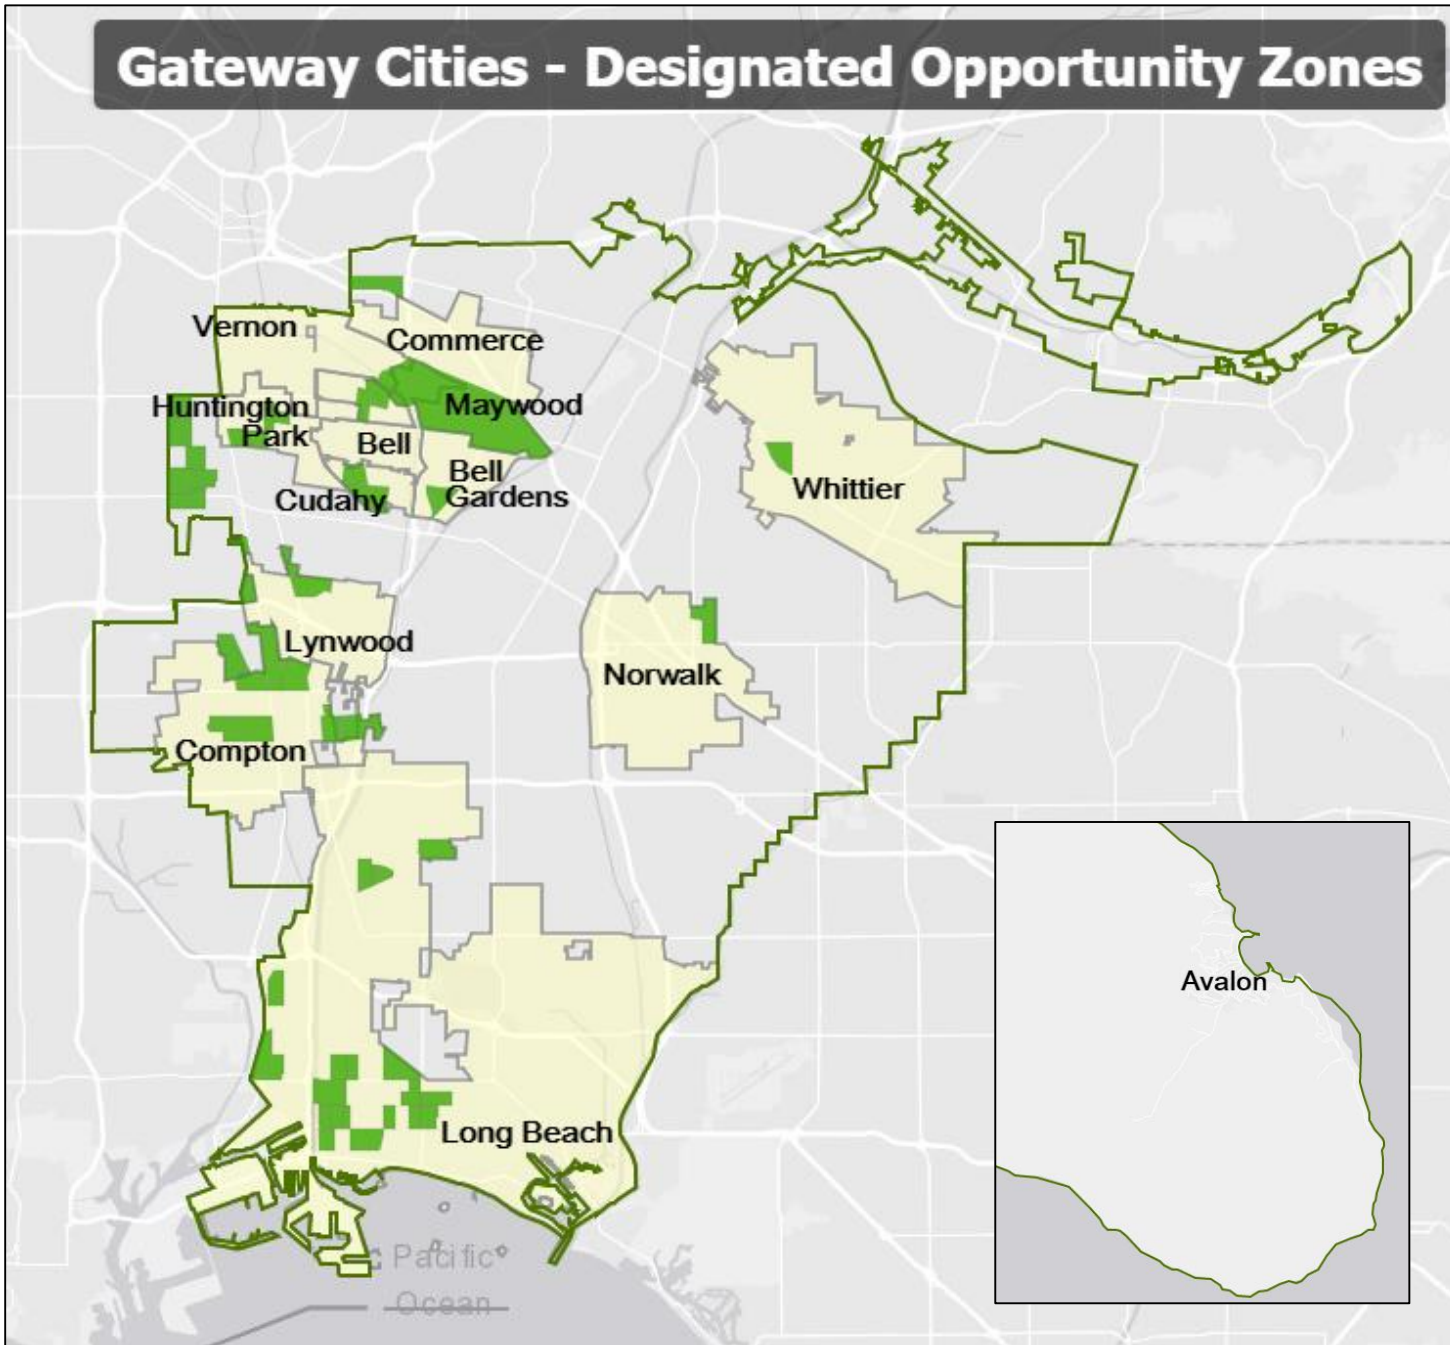 Gateway Cities - Designated Opportunity Zones
Vernon
Commerce
Huntington
Park
Maywood
Bell
Bell
Gardens
Cudahy
Whittier
Lynwood
Norwalk
Compton
Avalon
Long Beach
Pacific
Ocean